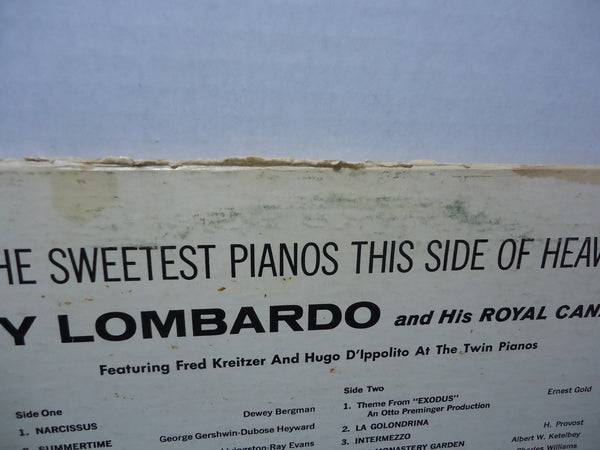 HE SWEETEST PIANOS THIS SIDE OF HEAV
Y LOMBARDO and His ROYAL CAN
Featuring Fred Kreitzer And Hugo D'Ippolito At The Twin Pianos
Side One
1. NARCISSUS Dewey Bergman
2. SUMMERTIME George Gershwin-Dubose Heyward
Livingston-Ray Evans
Side Two
1. Theme From "EXODUS" Ernest Gold
An Otto Preminger Production
2. LA GOLONDRINA
3. INTERMEZZO H. Provost
MONASTERY GARDEN Albert W. Ketelbey
Charles Williams